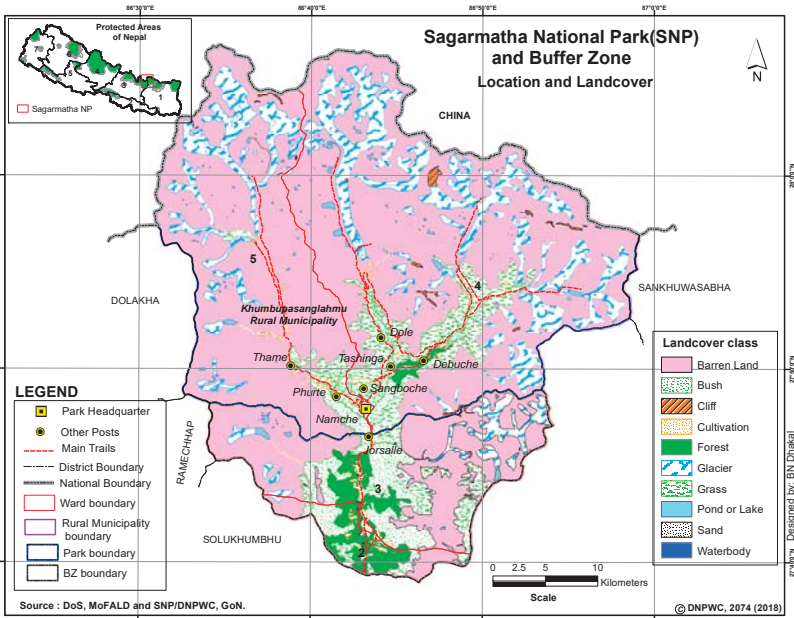 86°30'0"E
86°40'0"E
86°50'0"E
87°0'0"E
Protected Areas
of Nepal
7
6
5
3
1
Sagarmatha NP
Sagarmatha National Park(SNP)
and Buffer Zone
Location and Landcover
N
CHINA
5
4
DOLAKHA
SANKHUWASABHA
Khumbupasanglahmu
Rural Municipality
Dole
Thame
Tashinga
Debuche
Phurte
Sangboche
Namche
Jorsalle
RAMECHHAP
3
SOLUKHUMBHU
2
LEGEND
Park Headquarter
Other Posts
Main Trails
District Boundary
National Boundary
Ward boundary
Rural Municipality
boundary
Park boundary
BZ boundary
Landcover class
Barren Land
Bush
Cliff
Cultivation
Forest
Glacier
Grass
Pond or Lake
Sand
Waterbody
0 2.5 5 10
Kilometers
Scale
Source : DoS, MoFALD and SNP/DNPWC, GoN.
© DNPWC, 2074 (2018)
Designed by: BN Dhakal